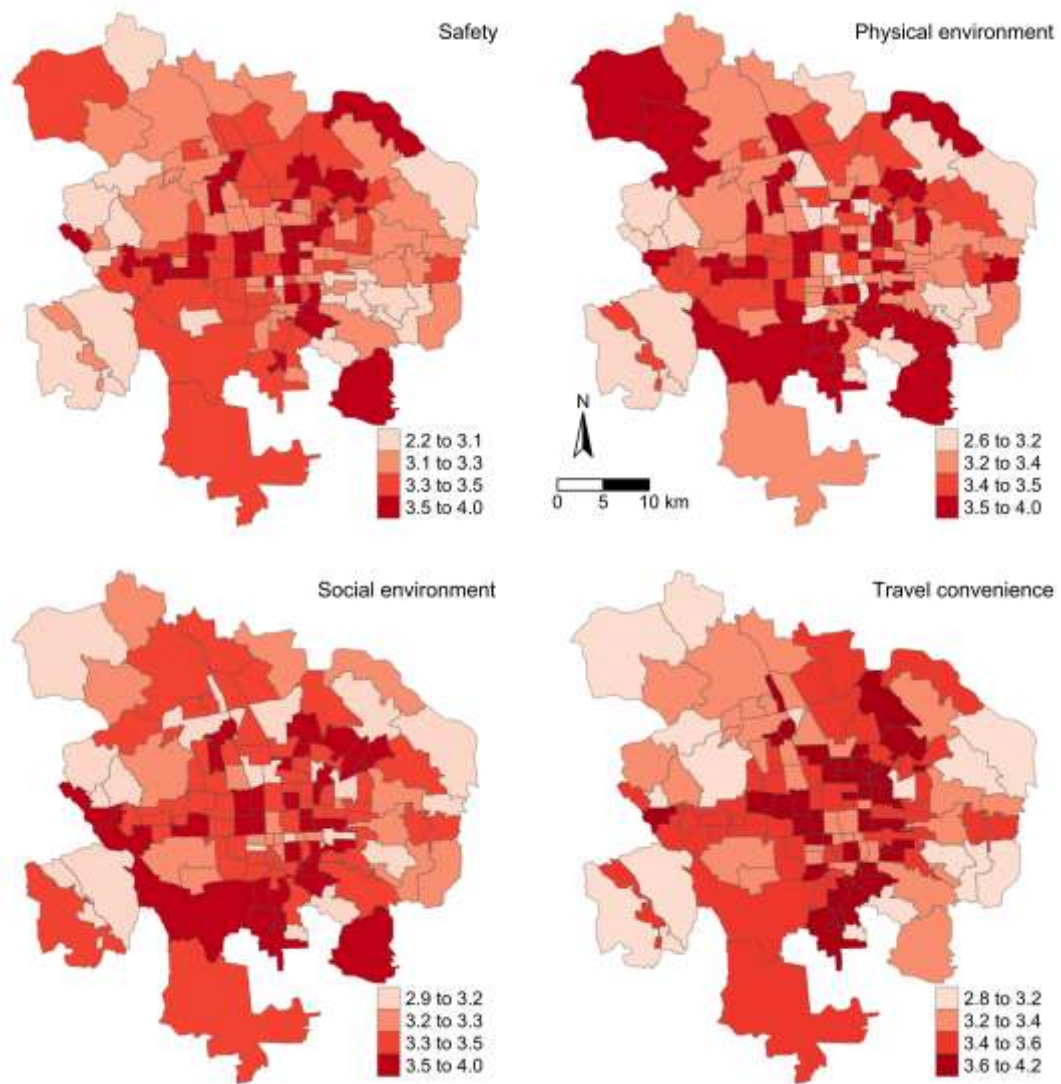 Safety
2.2 to 3.1
3.1 to 3.3
3.3 to 3.5
3.5 to 4.0
Physical environment
N
0 5 10 km
2.6 to 3.2
3.2 to 3.4
3.4 to 3.5
3.5 to 4.0
Social environment
2.9 to 3.2
3.2 to 3.3
3.3 to 3.5
3.5 to 4.0
Travel convenience
2.8 to 3.2
3.2 to 3.4
3.4 to 3.6
3.6 to 4.2